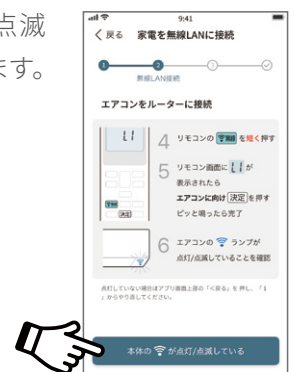 点滅
ます。
9:41
戻る 家電を無線LANに接続
無線LAN接続
エアコンをルーターに接続
4 リモコンの 無線 を短く押す
5 リモコン画面に が
表示されたら
エアコンに向け 決定 を押す
ピッと鳴ったら完了
6 エアコンの ランプが
点灯/点滅していることを確認
点灯していない場合はアプリ画面上部の「＜戻る」を押し、「1
」からやり直してください。
本体の が点灯/点滅している